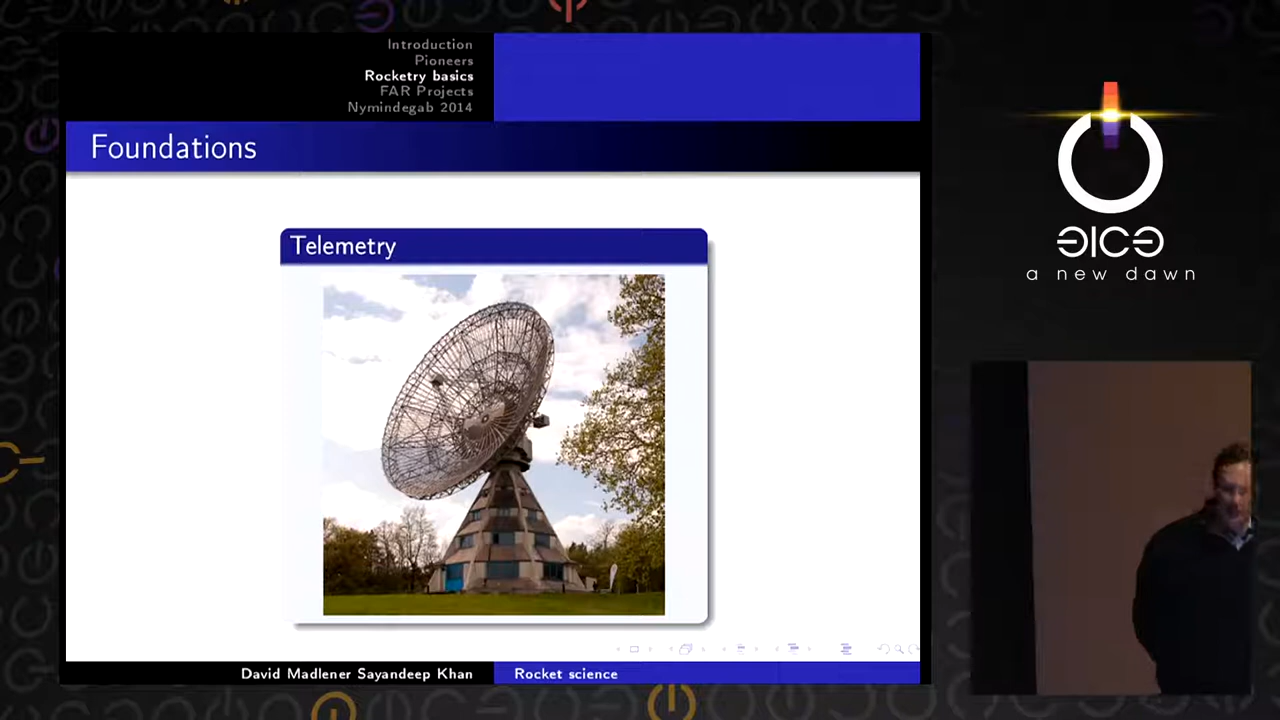 Introduction
Pioneers
Rocketry basics
FAR Projects
Nymindegab 2014
Foundations
Telemetry
David Madlener Sayandeep Khan
Rocket science
a new dawn